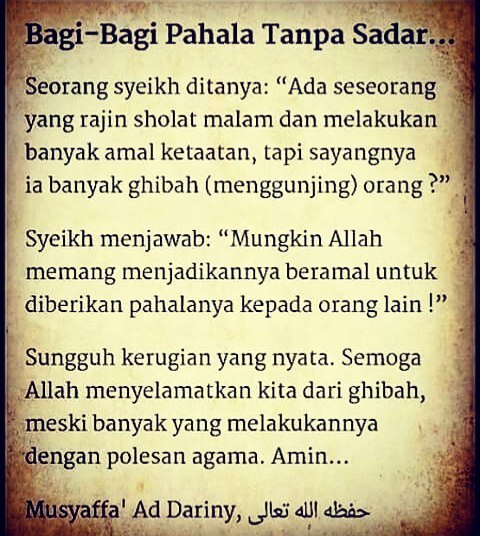 Bagi-Bagi Pahala Tanpa Sadar...
Seorang syeikh ditanya: “Ada seseorang
yang rajin sholat malam dan melakukan
banyak amal ketaatan, tapi sayangnya
ia banyak ghibah (menggunjing) orang ?”
Syeikh menjawab: “Mungkin Allah
memang menjadikannya beramal untuk
diberikan pahalanya kepada orang lain !”
Sungguh kerugian yang nyata. Semoga
Allah menyelamatkan kita dari ghibah,
meski banyak yang melakukannya
dengan polesan agama. Amin...
Musyaffa' Ad Dariny, حفظه الله تعالى